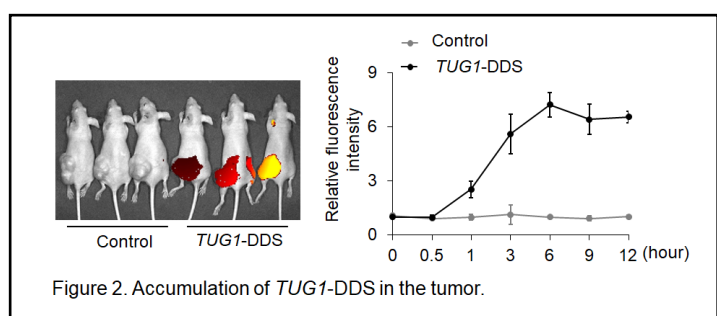 Control
TUG1-DDS
Relative fluorescence
intensity
9
6
3
1
0
0 0.5 1 3 6 9 12 (hour)
Control TUG1-DDS
Figure 2. Accumulation of TUG1-DDS in the tumor.